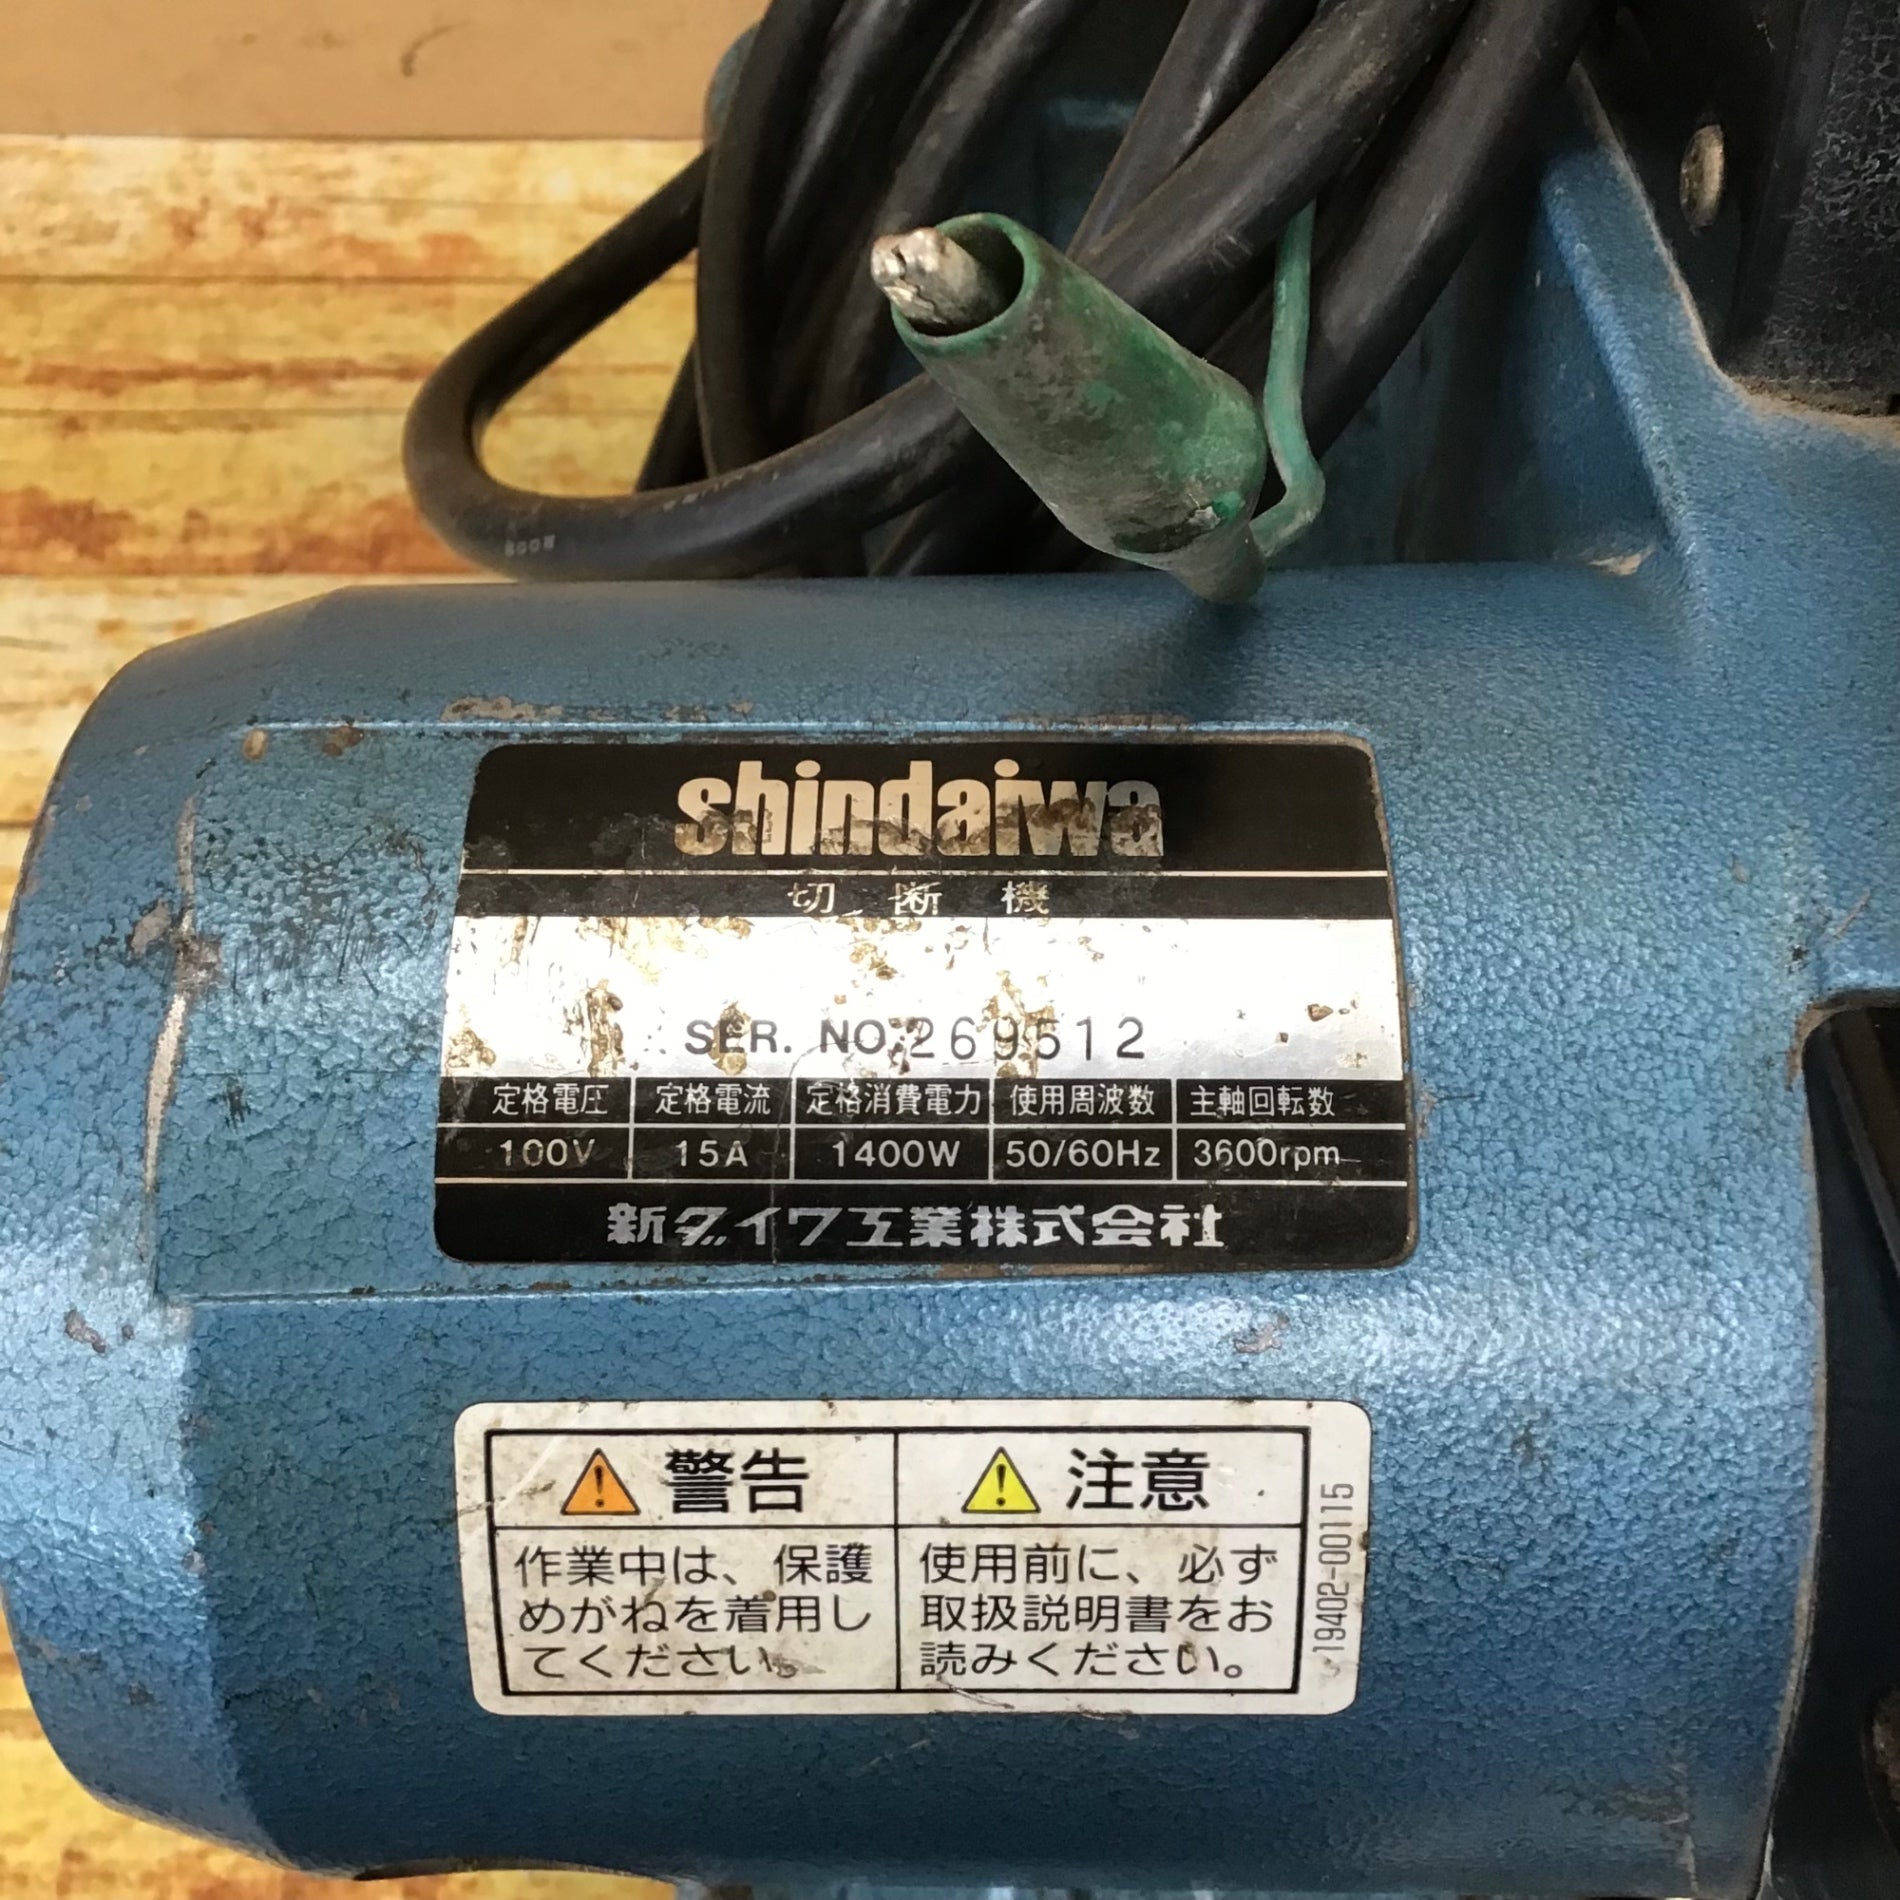 shindaiwa
切断機
SER. NO. 269512
定格電圧 定格電流 定格消費電力 使用周波数 主軸回転数
100V 15A 1400W 50/60Hz 3600rpm
新ダイワ工業株式会社
警告
作業中は、保護
めがねを着用し
てください。
注意
使用前に、必ず
取扱説明書をお
読みください。
19402-00115